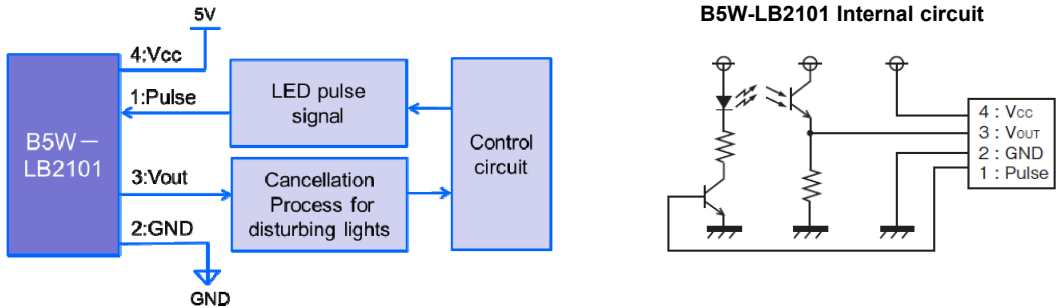 5V
4:Vcc
1:Pulse
LED pulse
signal
B5W－
LB2101
Control
circuit
3:Vout
Cancellation
Process for
disturbing lights
2:GND
GND
B5W-LB2101 Internal circuit
4 : Vcc
3 : VOUT
2 : GND
1 : Pulse